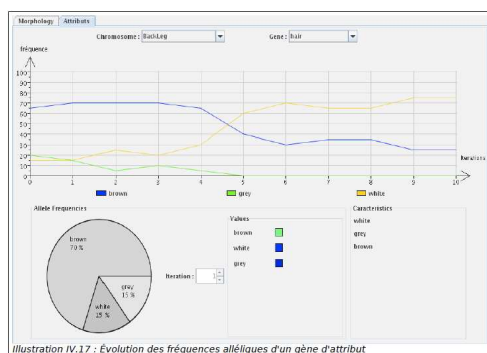 Morphology Attributs
Chromosome : BackLeg Gene : hair
fréquence
100
90
80
70
60
50
40
30
20
10
0
0 1 2 3 4 5 6 7 8 9 10
Iterations
brown grey white
Allele Frequencies
brown
70 %
grey
15 %
white
15 %
Iteration : 1
Values
brown
white
grey
Caracteristics
white
grey
brown
Illustration IV.17 : Évolution des fréquences alléliques d'un gène d'attribut